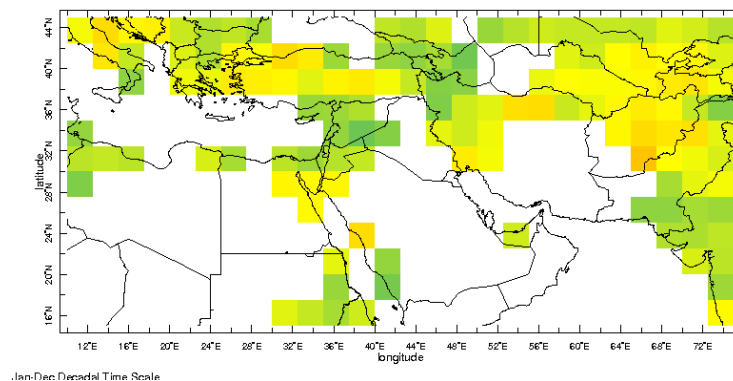 44˚N
40˚N
36˚N
32˚N
28˚N
24˚N
20˚N
16˚N
latitude
12˚E 16˚E 20˚E 24˚E 28˚E 32˚E 36˚E 40˚E 44˚E 48˚E 52˚E 56˚E 60˚E 64˚E 68˚E 72˚E
longitude
Jan-Dec Decadal Time Scale